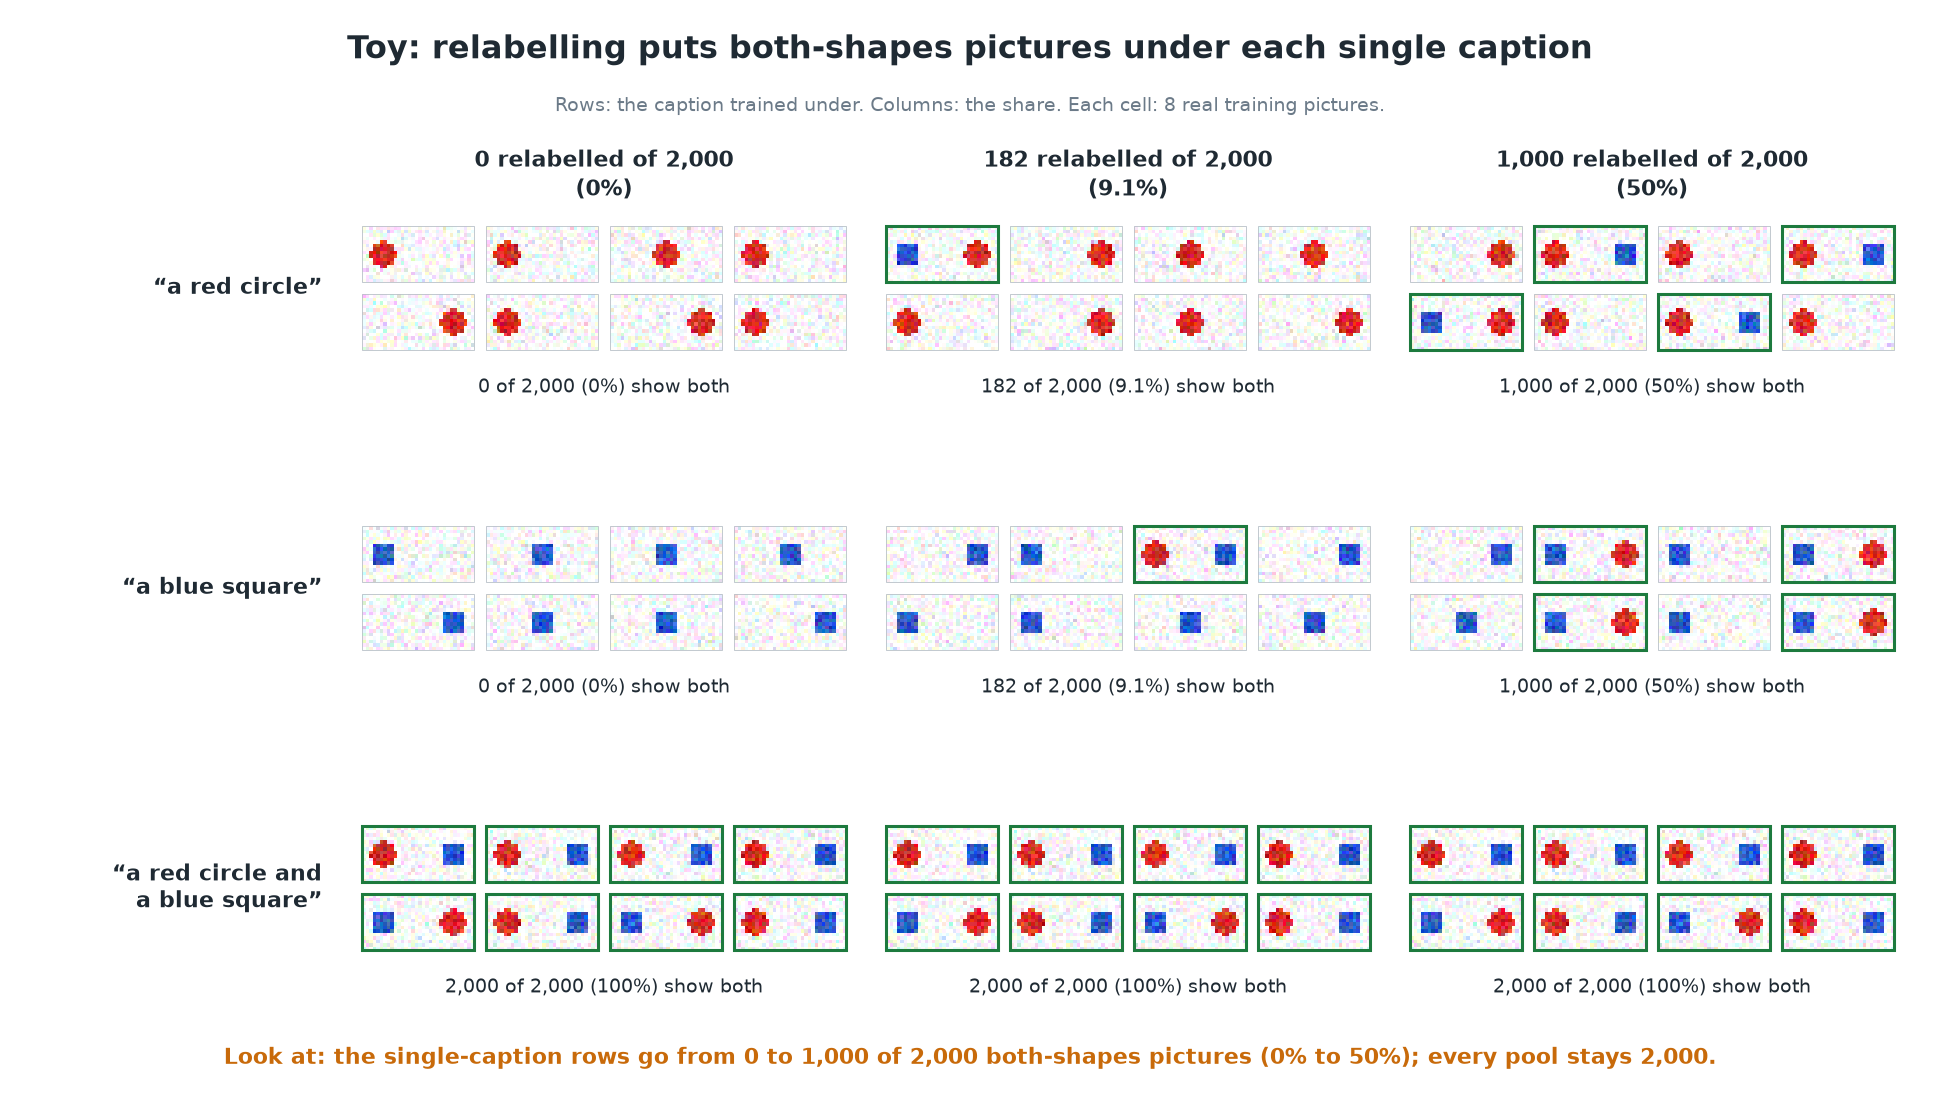 Toy: relabelling puts both-shapes pictures under each single caption
Rows: the caption trained under. Columns: the share. Each cell: 8 real training pictures.
0 relabelled of 2,000
(0%)
182 relabelled of 2,000
(9.1%)
1,000 relabelled of 2,000
(50%)
“a red circle”
0 of 2,000 (0%) show both
182 of 2,000 (9.1%) show both
1,000 of 2,000 (50%) show both
“a blue square”
0 of 2,000 (0%) show both
182 of 2,000 (9.1%) show both
1,000 of 2,000 (50%) show both
“a red circle and
a blue square”
2,000 of 2,000 (100%) show both
2,000 of 2,000 (100%) show both
2,000 of 2,000 (100%) show both
Look at: the single-caption rows go from 0 to 1,000 of 2,000 both-shapes pictures (0% to 50%); every pool stays 2,000.